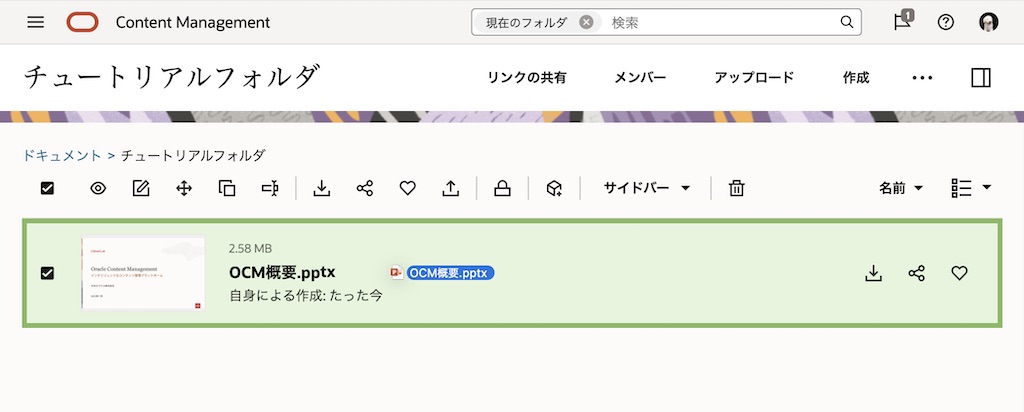 Content Management
現在のフォルダ
検索
1
チュートリアルフォルダ
リンクの共有
メンバー
アップロード
作成
ドキュメント > チュートリアルフォルダ
サイドバー
名前
2.58 MB
OCM概要.pptx
自身による作成: たった今
OCM概要.pptx
ORACLE
Oracle Content Management